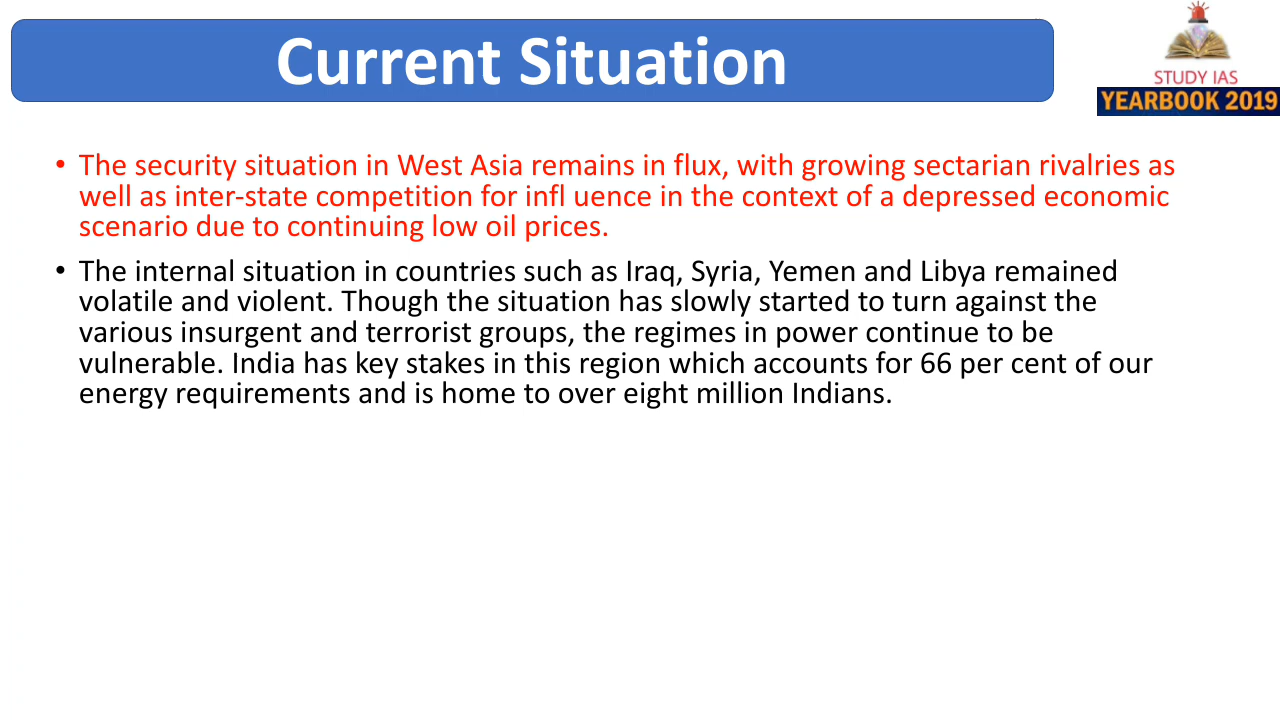 Current Situation
STUDY IAS
YEARBOOK 2019
• The security situation in West Asia remains in flux, with growing sectarian rivalries as
well as inter-state competition for infl uence in the context of a depressed economic
scenario due to continuing low oil prices.
• The internal situation in countries such as Iraq, Syria, Yemen and Libya remained
volatile and violent. Though the situation has slowly started to turn against the
various insurgent and terrorist groups, the regimes in power continue to be
vulnerable. India has key stakes in this region which accounts for 66 per cent of our
energy requirements and is home to over eight million Indians.